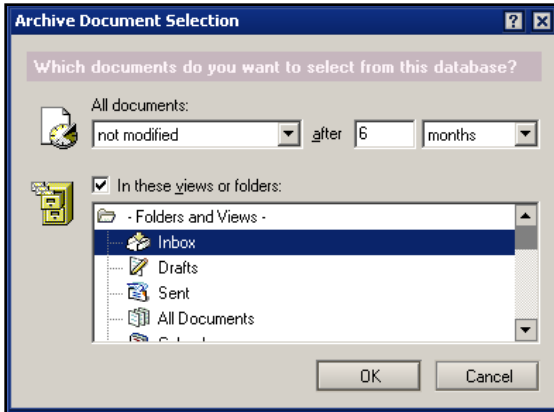 Archive Document Selection
Which documents do you want to select from this database?
All documents:
not modified after 6 months
In these views or folders:
- Folders and Views -
Inbox
Drafts
Sent
All Documents
OK Cancel